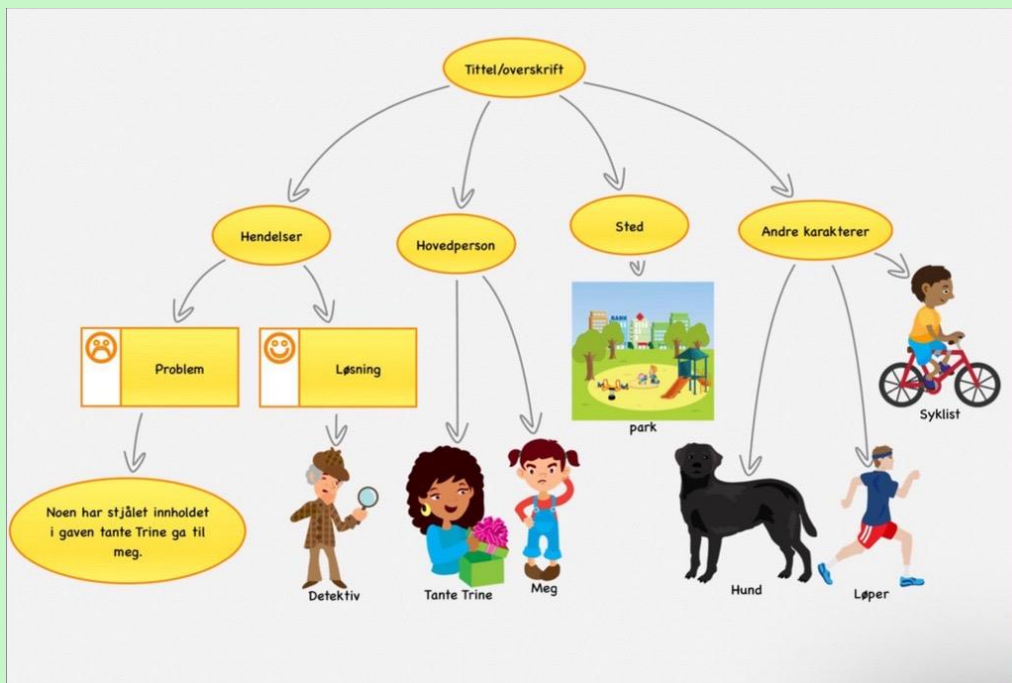 Tittel/overskrift
Hendelser
Hovedperson
Sted
Andre karakterer
Problem
Løsning
BANK
park
Syklist
Noen har stjålet innholdet
i gaven tante Trine ga til
meg.
Detektiv
Tante Trine
Meg
Hund
Løper